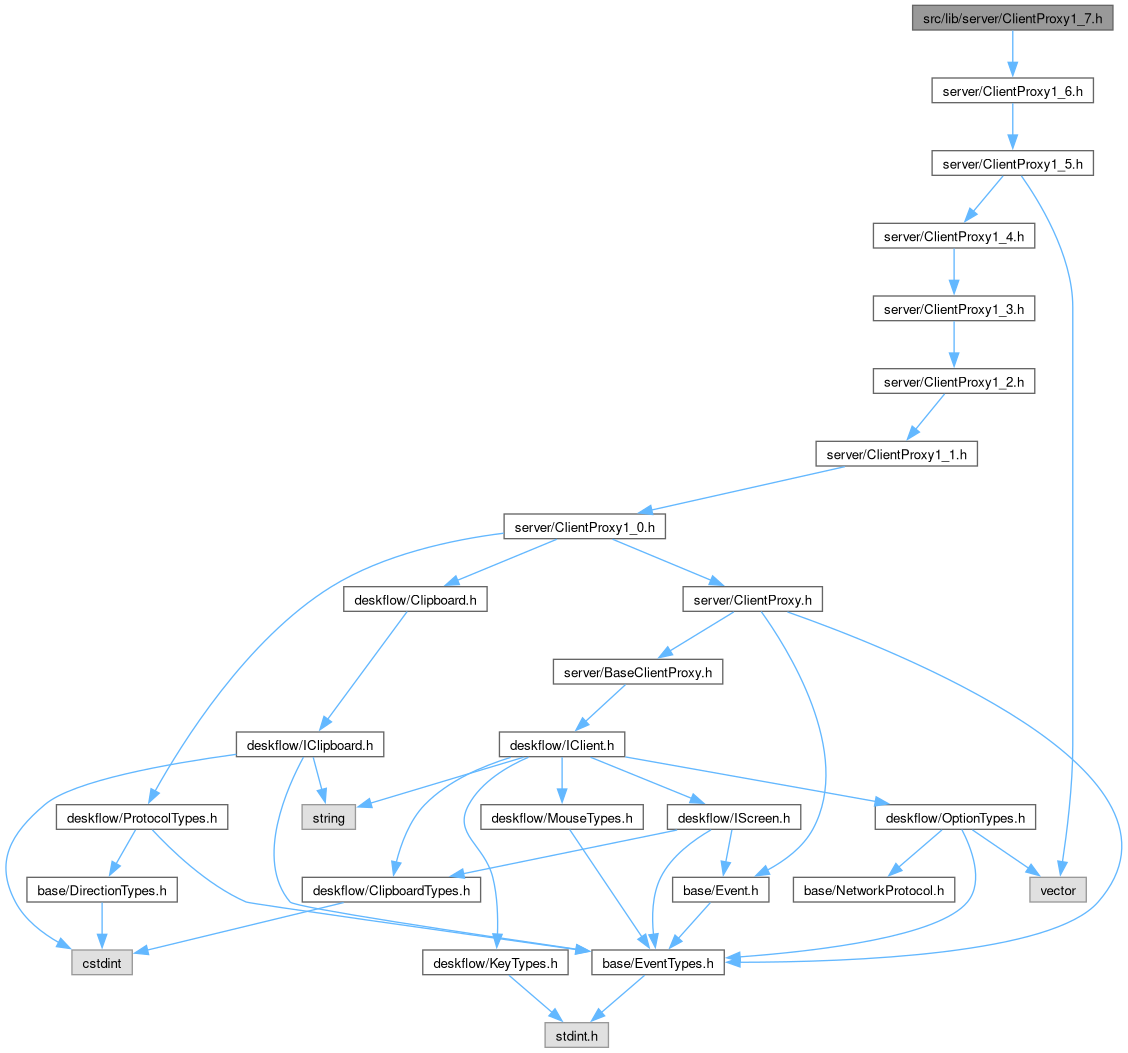 src/lib/server/ClientProxy1_7.h
server/ClientProxy1_6.h
server/ClientProxy1_5.h
server/ClientProxy1_4.h
server/ClientProxy1_3.h
server/ClientProxy1_2.h
server/ClientProxy1_1.h
server/ClientProxy1_0.h
deskflow/Clipboard.h
server/ClientProxy.h
server/BaseClientProxy.h
deskflow/IClipboard.h
deskflow/IClient.h
deskflow/ProtocolTypes.h
string
deskflow/MouseTypes.h
deskflow/IScreen.h
deskflow/OptionTypes.h
base/DirectionTypes.h
deskflow/ClipboardTypes.h
base/Event.h
base/NetworkProtocol.h
vector
cstdint
deskflow/KeyTypes.h
base/EventTypes.h
stdint.h